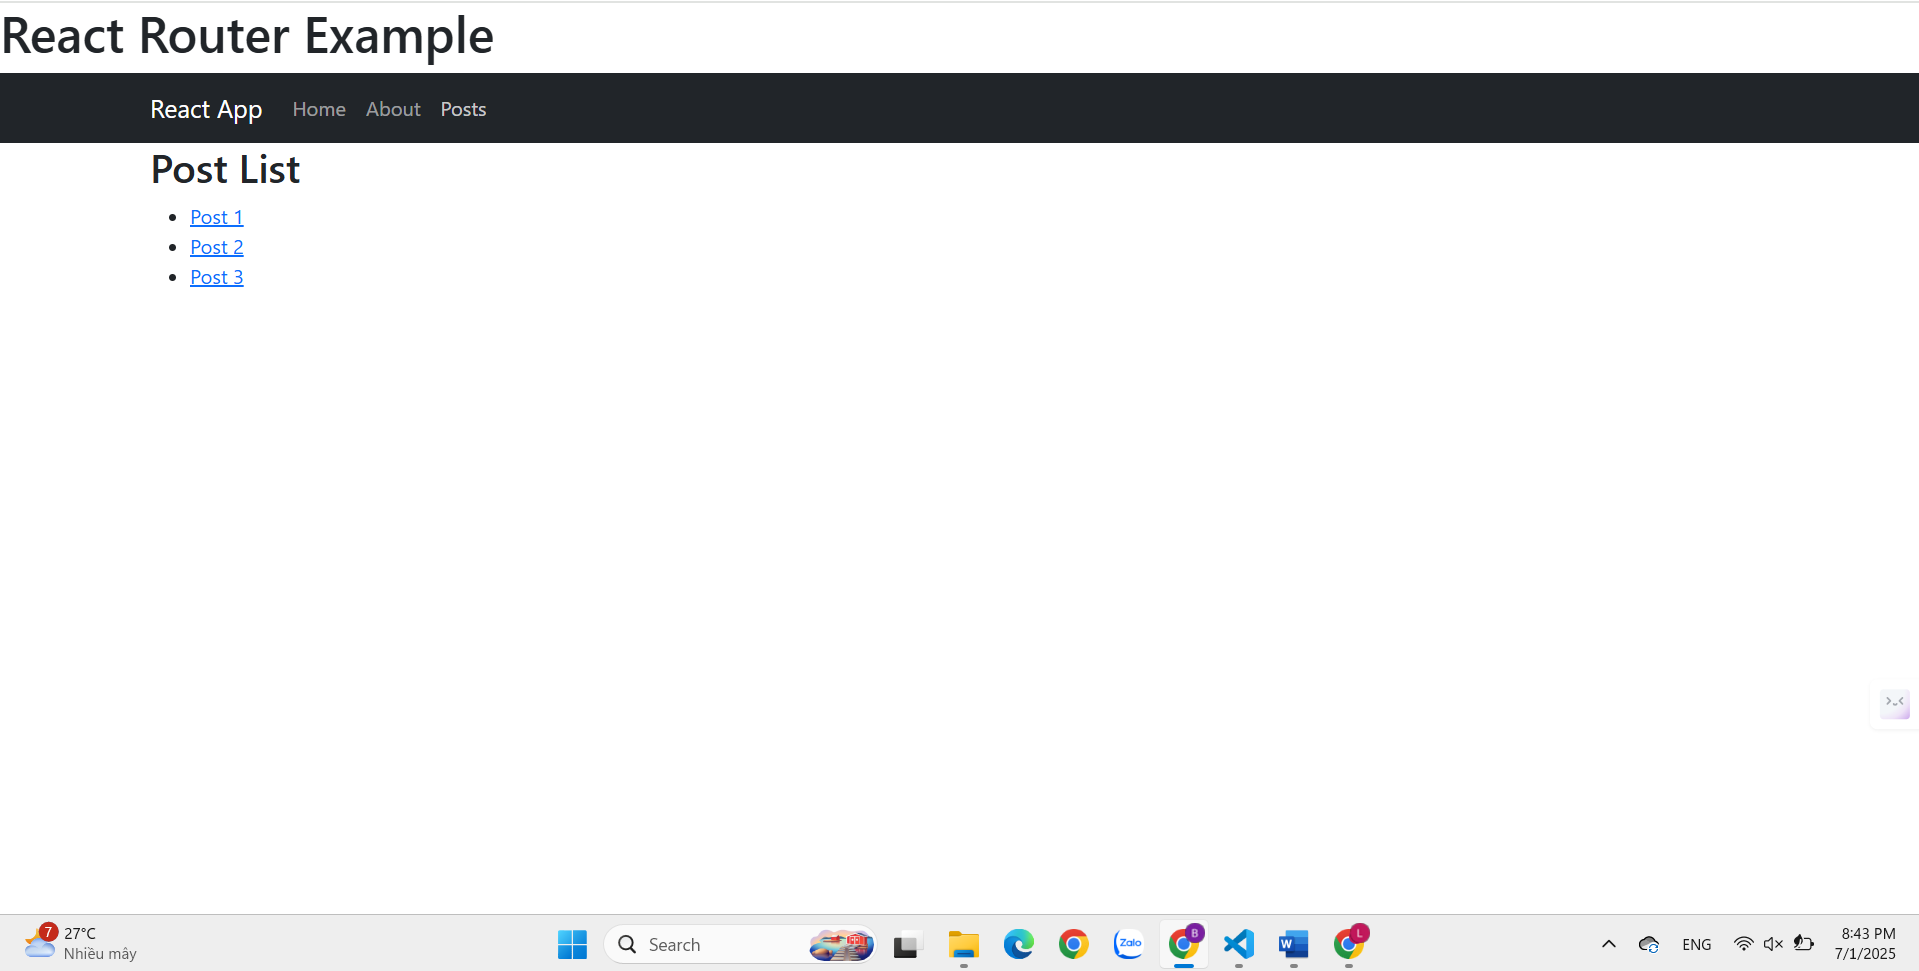 React Router Example
React App Home About Posts
Post List
Post 1
Post 2
Post 3
7
27°C
Nhiều mây
Search
Zalo
B
W
L
ENG
8:43 PM
7/1/2025